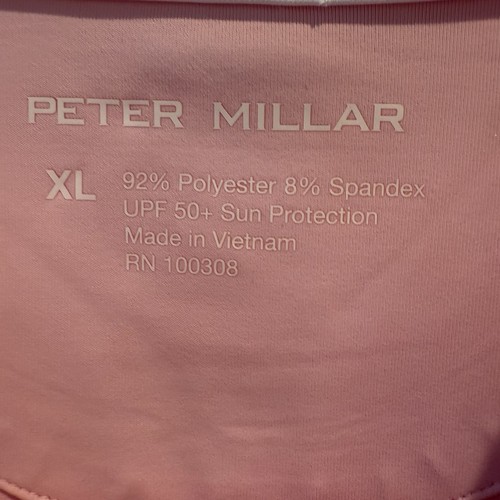 PETER MILLAR
XL
92% Polyester 8% Spandex
UPF 50+ Sun Protection
Made in Vietnam
RN 100308